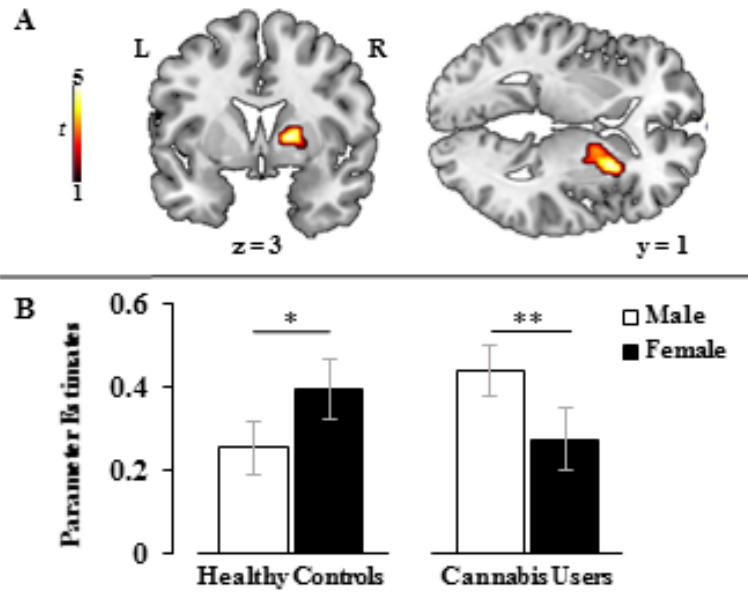 A
L
R
5
t
1
z = 3
y = 1
B
0.6
0.4
0.2
0
Parameter Estimates
*
**
Male
Female
Healthy Controls
Cannabis Users